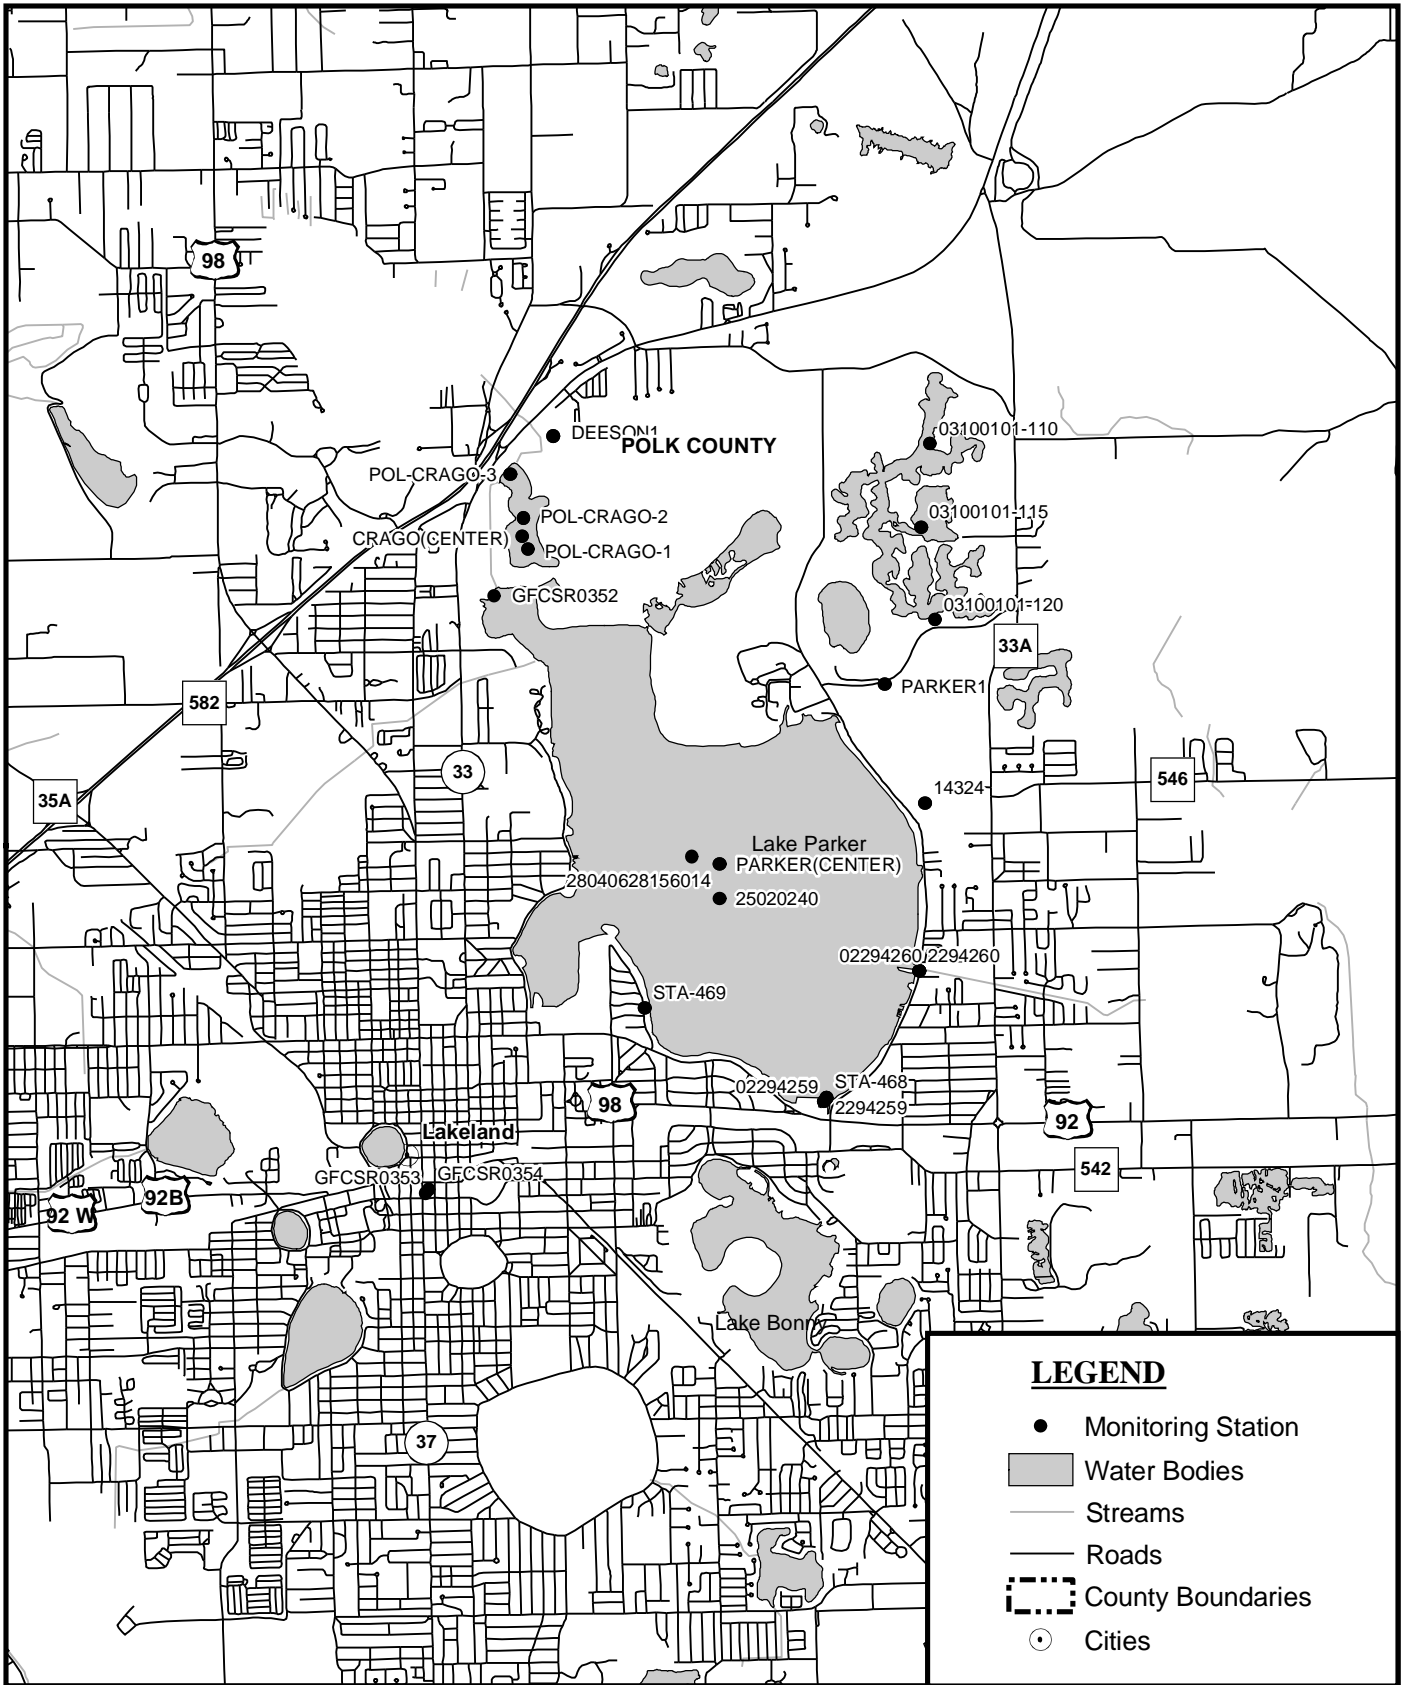 98
DEESON1
03100101-110
POLK COUNTY
POL-CRAGO-3
03100101-115
POL-CRAGO-2
CRAGO(CENTER)
POL-CRAGO-1
GFCSR0352
03100101-120
33A
PARKER1
582
33
546
35A
14324
Lake Parker
PARKER(CENTER)
28040628156014
25020240
02294260/2294260
STA-469
02294259
STA-468
2294259
98
92
Lakeland
542
GFCSR0353
GFCSR0354
92B
92 W
Lake Bonny
37
LEGEND
Monitoring Station
Water Bodies
Streams
Roads
County Boundaries
Cities